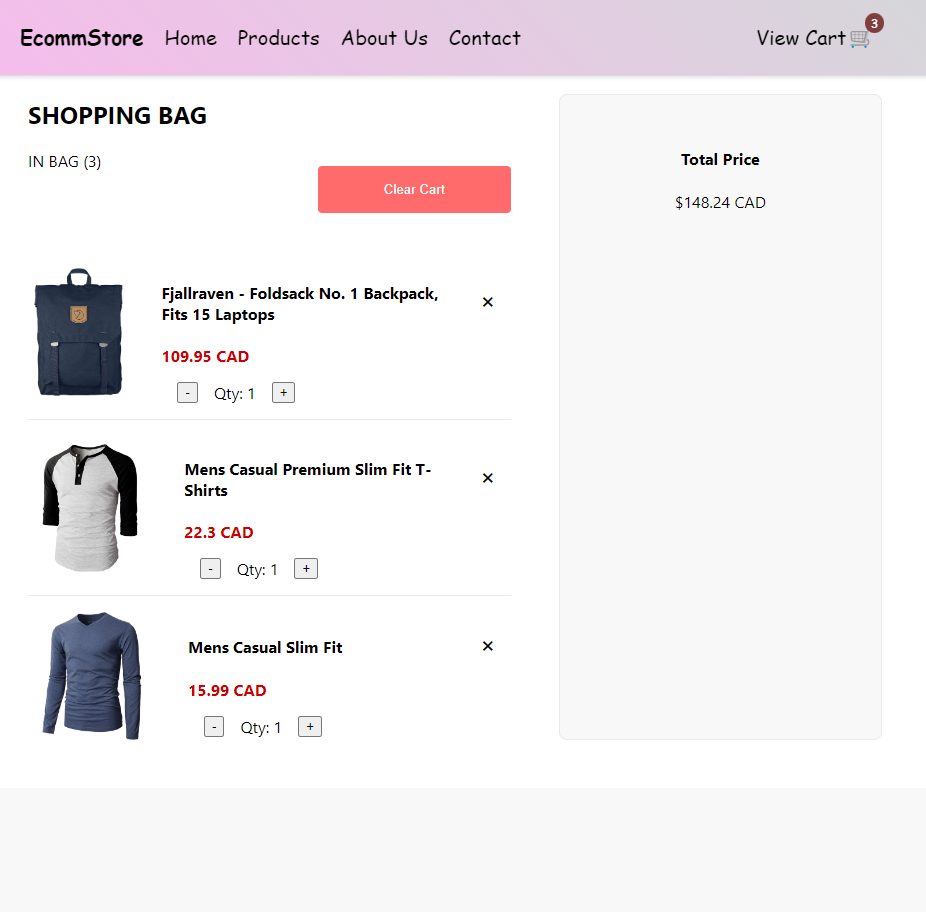 EcommStore Home Products About Us Contact View Cart 3
SHOPPING BAG
IN BAG (3)
Clear Cart
Fjallraven - Foldsack No. 1 Backpack,
Fits 15 Laptops
×
109.95 CAD
- Qty: 1 +
Mens Casual Premium Slim Fit T-
Shirts
×
22.3 CAD
- Qty: 1 +
Mens Casual Slim Fit
×
15.99 CAD
- Qty: 1 +
Total Price
$148.24 CAD